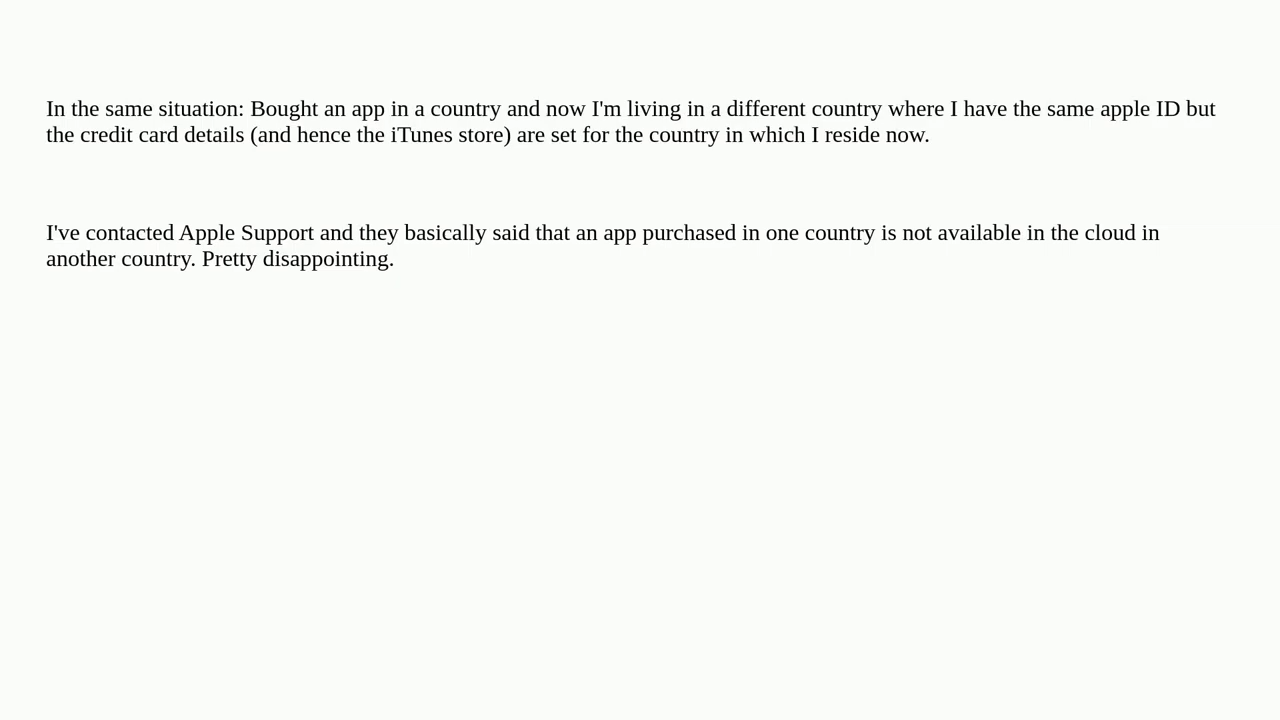 In the same situation: Bought an app in a country and now I'm living in a different country where I have the same apple ID but
the credit card details (and hence the iTunes store) are set for the country in which I reside now.
I've contacted Apple Support and they basically said that an app purchased in one country is not available in the cloud in
another country. Pretty disappointing.